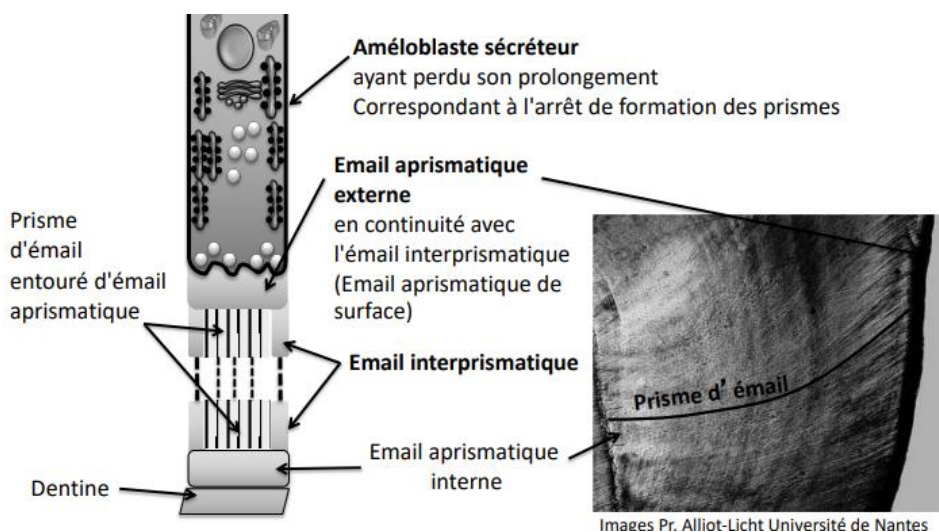 Améloblaste sécréteur
ayant perdu son prolongement
Correspondant à l'arrêt de formation des prismes
Email aprismatique
externe
en continuité avec
l'émail interprismatique
(Email aprismatique de
surface)
Prisme
d'émail
entouré d'émail
aprismatique
Email interprismatique
Prisme d' émail
Email aprismatique
interne
Dentine
Images Pr. Alliot-Licht Université de Nantes